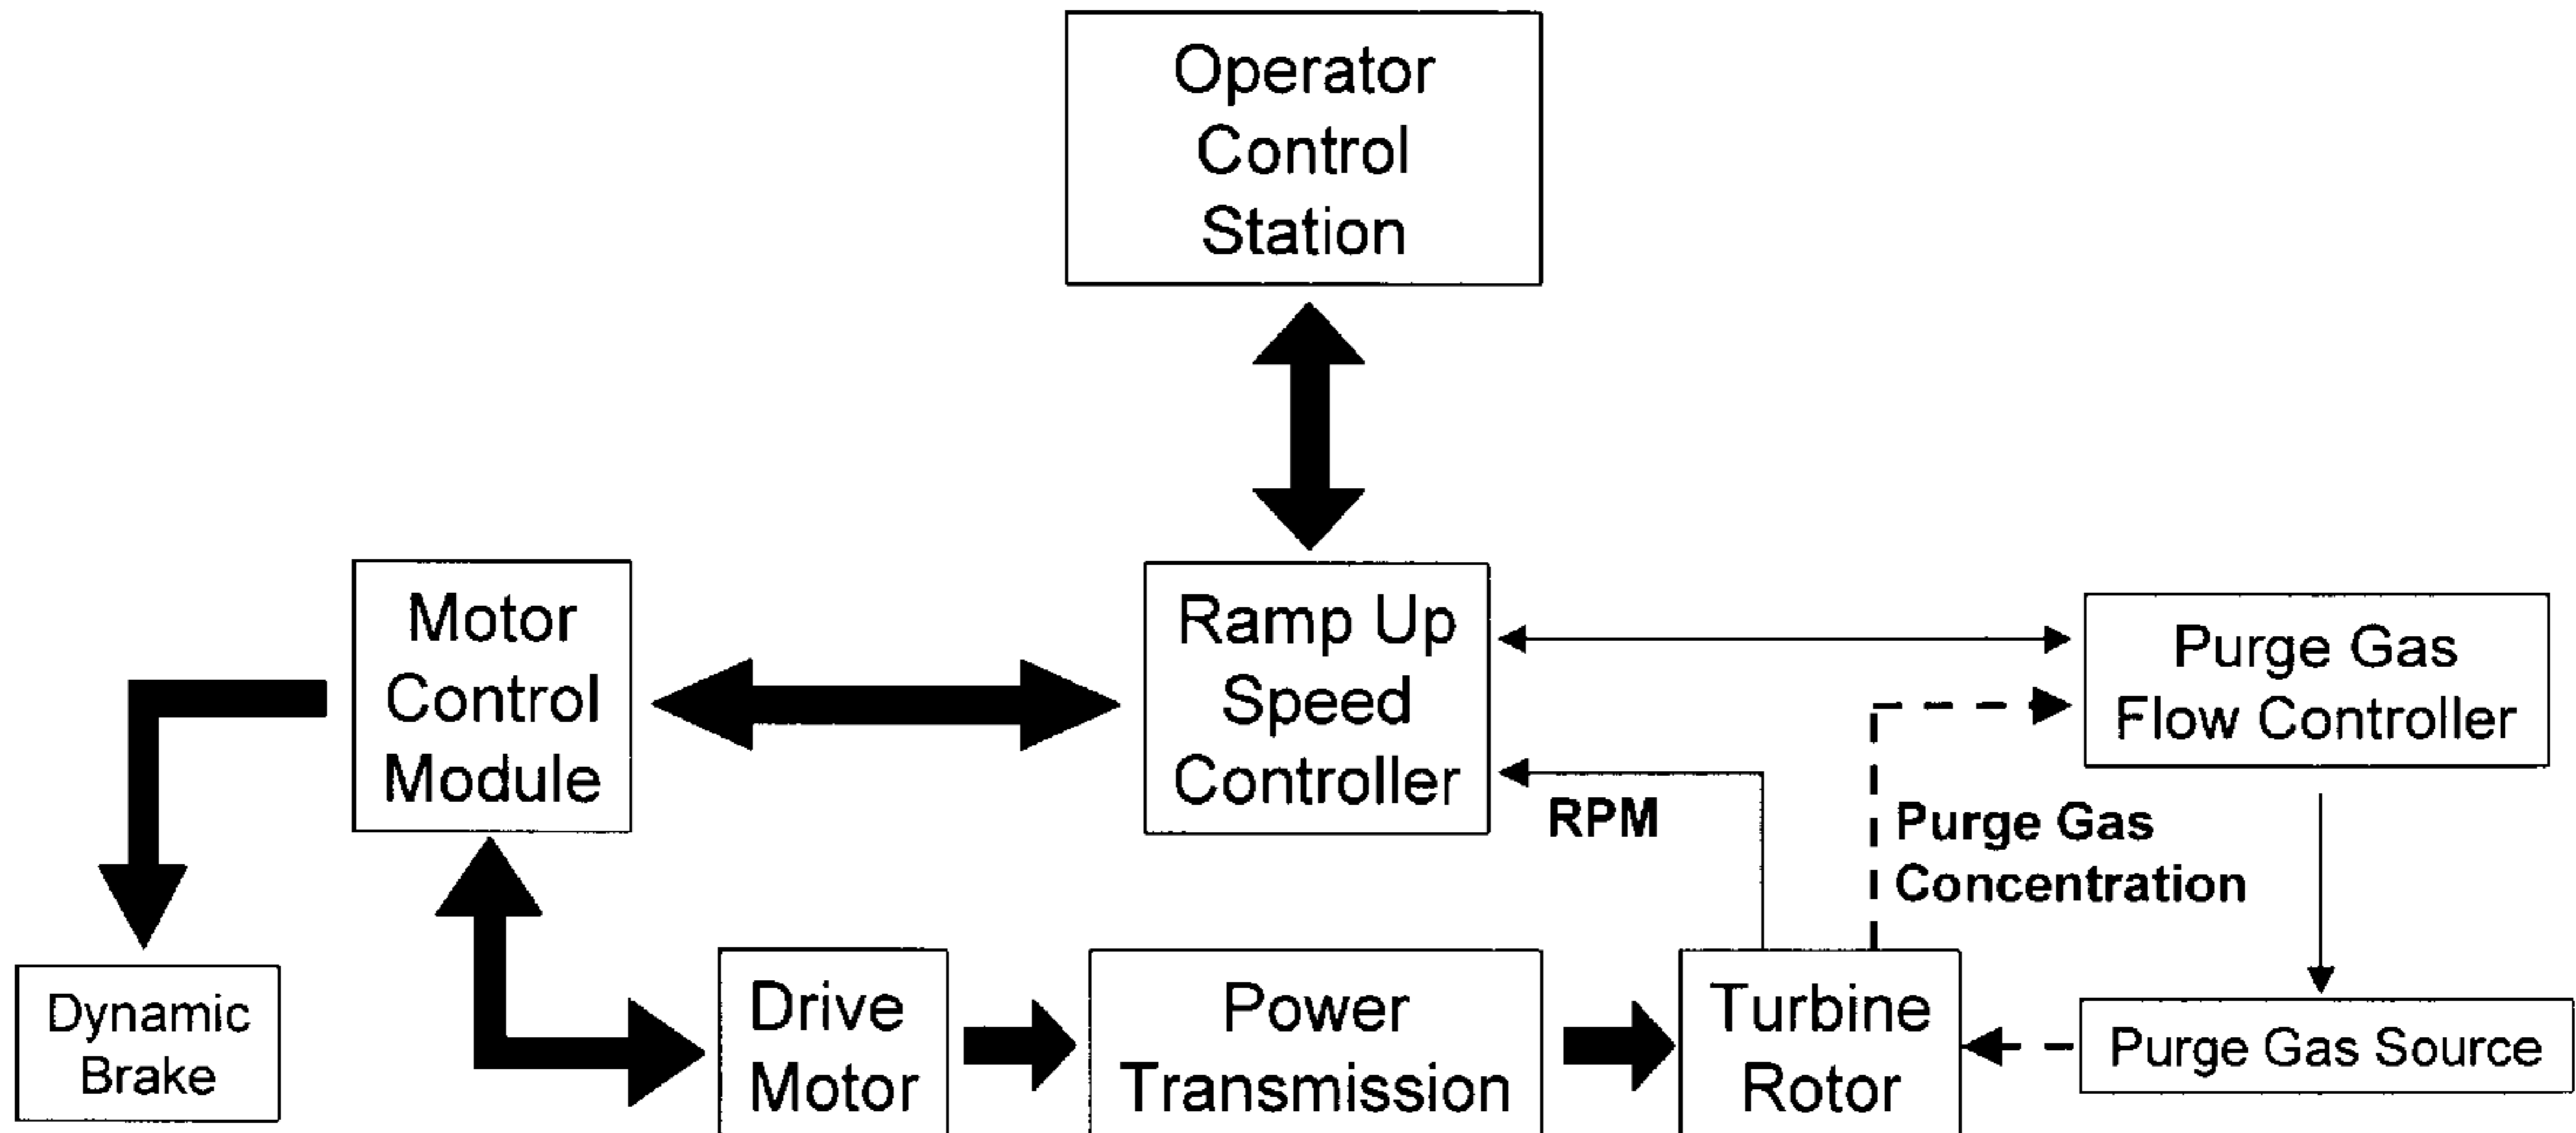 Operator
Control
Station
Motor
Control
Module
Ramp Up
Speed
Controller
Purge Gas
Flow Controller
RPM
Purge Gas
Concentration
Dynamic
Brake
Drive
Motor
Power
Transmission
Turbine
Rotor
Purge Gas Source